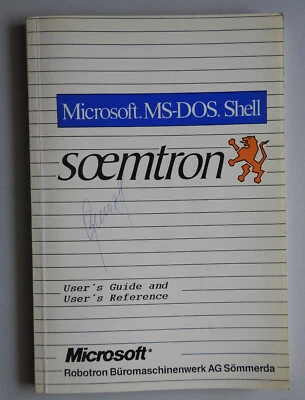 Microsoft® MS-DOS® Shell
sœmtron
User's Guide and
User's Reference
Microsoft®
Robotron Büromaschinenwerk AG Sömmerda